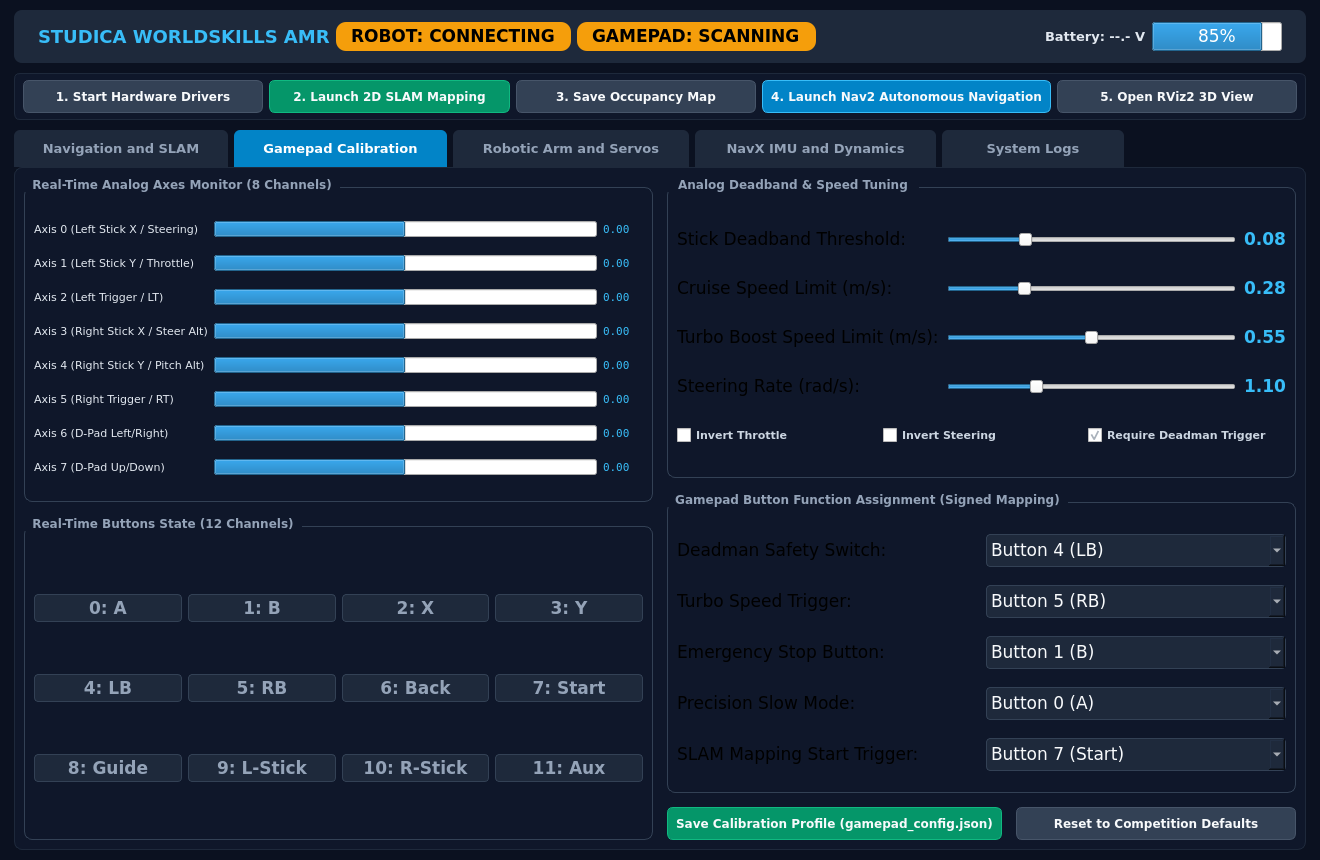 STUDICA WORLDSKILLS AMR ROBOT: CONNECTING GAMEPAD: SCANNING Battery: --.- V 85%
1. Start Hardware Drivers 2. Launch 2D SLAM Mapping 3. Save Occupancy Map 4. Launch Nav2 Autonomous Navigation 5. Open RViz2 3D View
Navigation and SLAM Gamepad Calibration Robotic Arm and Servos NavX IMU and Dynamics System Logs
Real-Time Analog Axes Monitor (8 Channels)
Axis 0 (Left Stick X / Steering) 0.00
Axis 1 (Left Stick Y / Throttle) 0.00
Axis 2 (Left Trigger / LT) 0.00
Axis 3 (Right Stick X / Steer Alt) 0.00
Axis 4 (Right Stick Y / Pitch Alt) 0.00
Axis 5 (Right Trigger / RT) 0.00
Axis 6 (D-Pad Left/Right) 0.00
Axis 7 (D-Pad Up/Down) 0.00
Real-Time Buttons State (12 Channels)
0: A 1: B 2: X 3: Y
4: LB 5: RB 6: Back 7: Start
8: Guide 9: L-Stick 10: R-Stick 11: Aux
Analog Deadband & Speed Tuning
Stick Deadband Threshold: 0.08
Cruise Speed Limit (m/s): 0.28
Turbo Boost Speed Limit (m/s): 0.55
Steering Rate (rad/s): 1.10
Invert Throttle Invert Steering Require Deadman Trigger
Gamepad Button Function Assignment (Signed Mapping)
Deadman Safety Switch: Button 4 (LB)
Turbo Speed Trigger: Button 5 (RB)
Emergency Stop Button: Button 1 (B)
Precision Slow Mode: Button 0 (A)
SLAM Mapping Start Trigger: Button 7 (Start)
Save Calibration Profile (gamepad_config.json) Reset to Competition Defaults